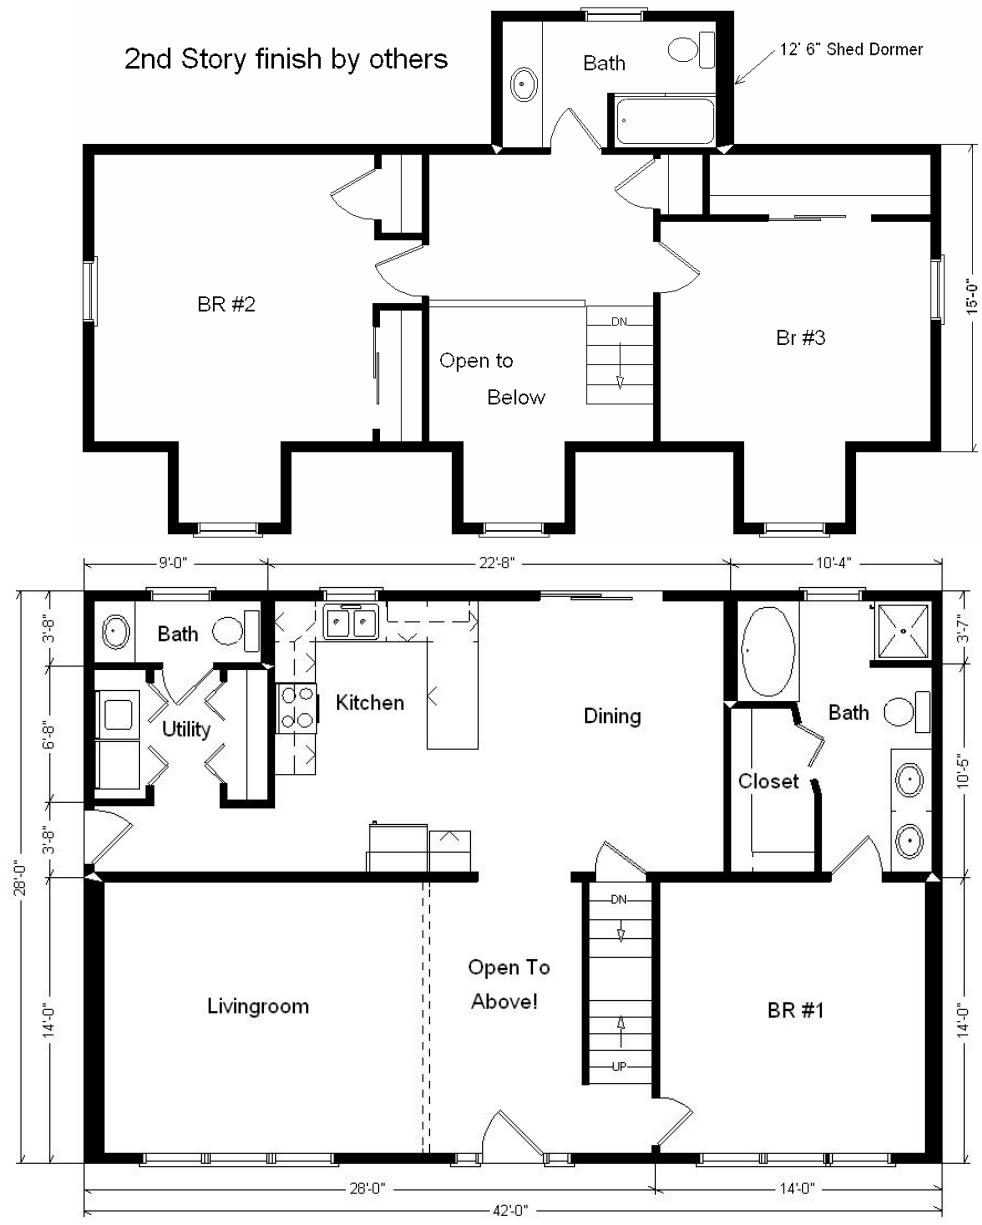 2nd Story finish by others
Bath
12' 6" Shed Dormer
BR #2
DN
Open to
Below
Br #3
15'-0"
9'-0"
22'-8"
10'-4"
3'-8"
Bath
Kitchen
Dining
Bath
3'-7"
6'-8"
Utility
Closet
10'-5"
3'-8"
28'-0"
DN
Open To
Above!
Livingroom
BR #1
UP
14'-0"
14'-0"
28'-0"
14'-0"
42'-0"